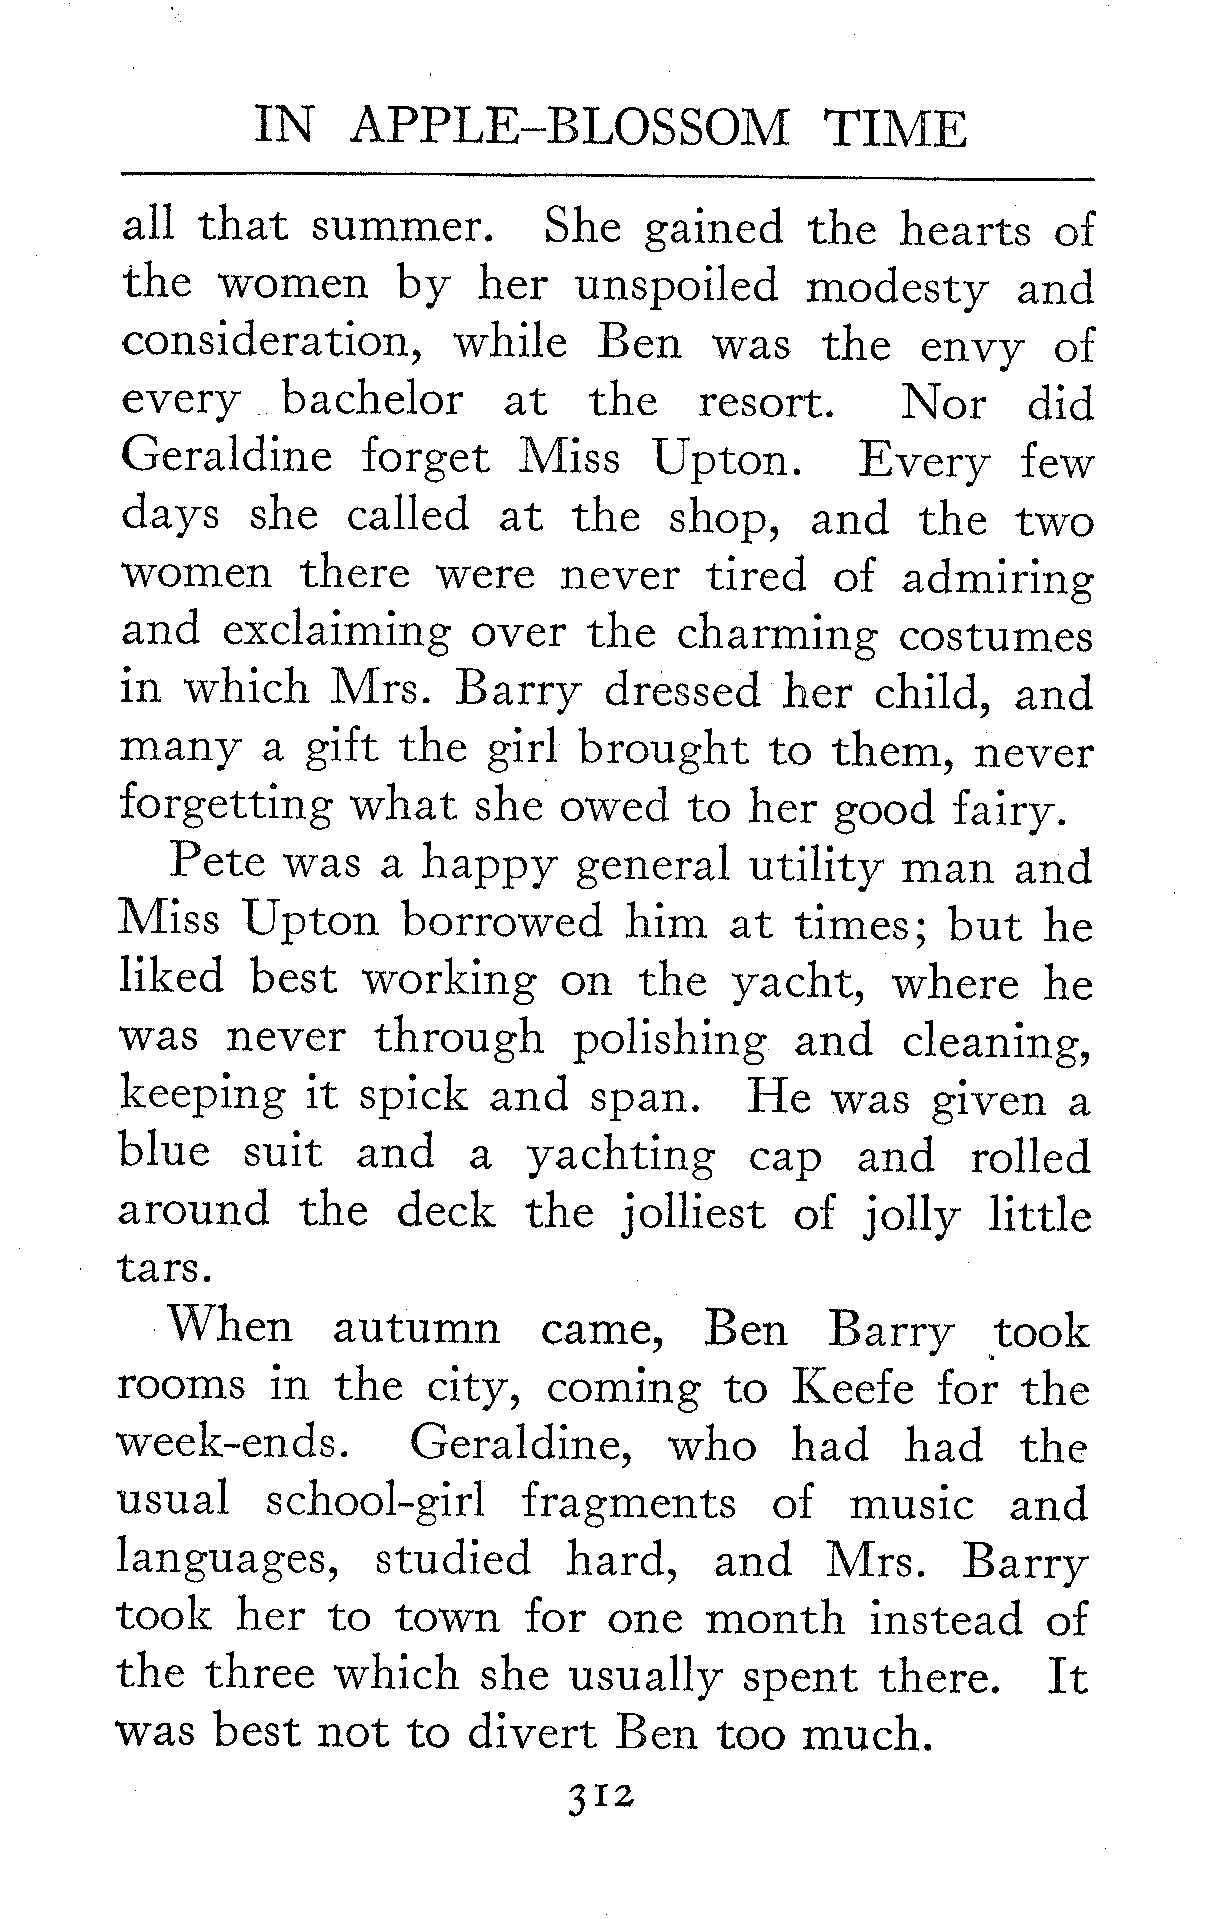 IN APPLE-BLOSSOM TIME
all that summer. She gained the hearts of
the women by her unspoiled modesty and
consideration, while Ben was the envy of
every bachelor at the resort. Nor did
Geraldine forget Miss Upton. Every few
days she called at the shop, and the two
women there were never tired of admiring
and exclaiming over the charming costumes
in which Mrs. Barry dressed her child, and
many a gift the girl brought to them, never
forgetting what she owed to her good fairy.
Pete was a happy general utility man and
Miss Upton borrowed him at times; but he
liked best working on the yacht, where he
was never through polishing and cleaning,
keeping it spick and span. He was given a
blue suit and a yachting cap and rolled
around the deck the jolliest of jolly little
tars.
When autumn came, Ben Barry took
rooms in the city, coming to Keefe for the
week-ends. Geraldine, who had had the
usual school-girl fragments of music and
languages, studied hard, and Mrs. Barry
took her to town for one month instead of
the three which she usually spent there. It
was best not to divert Ben too much.
312